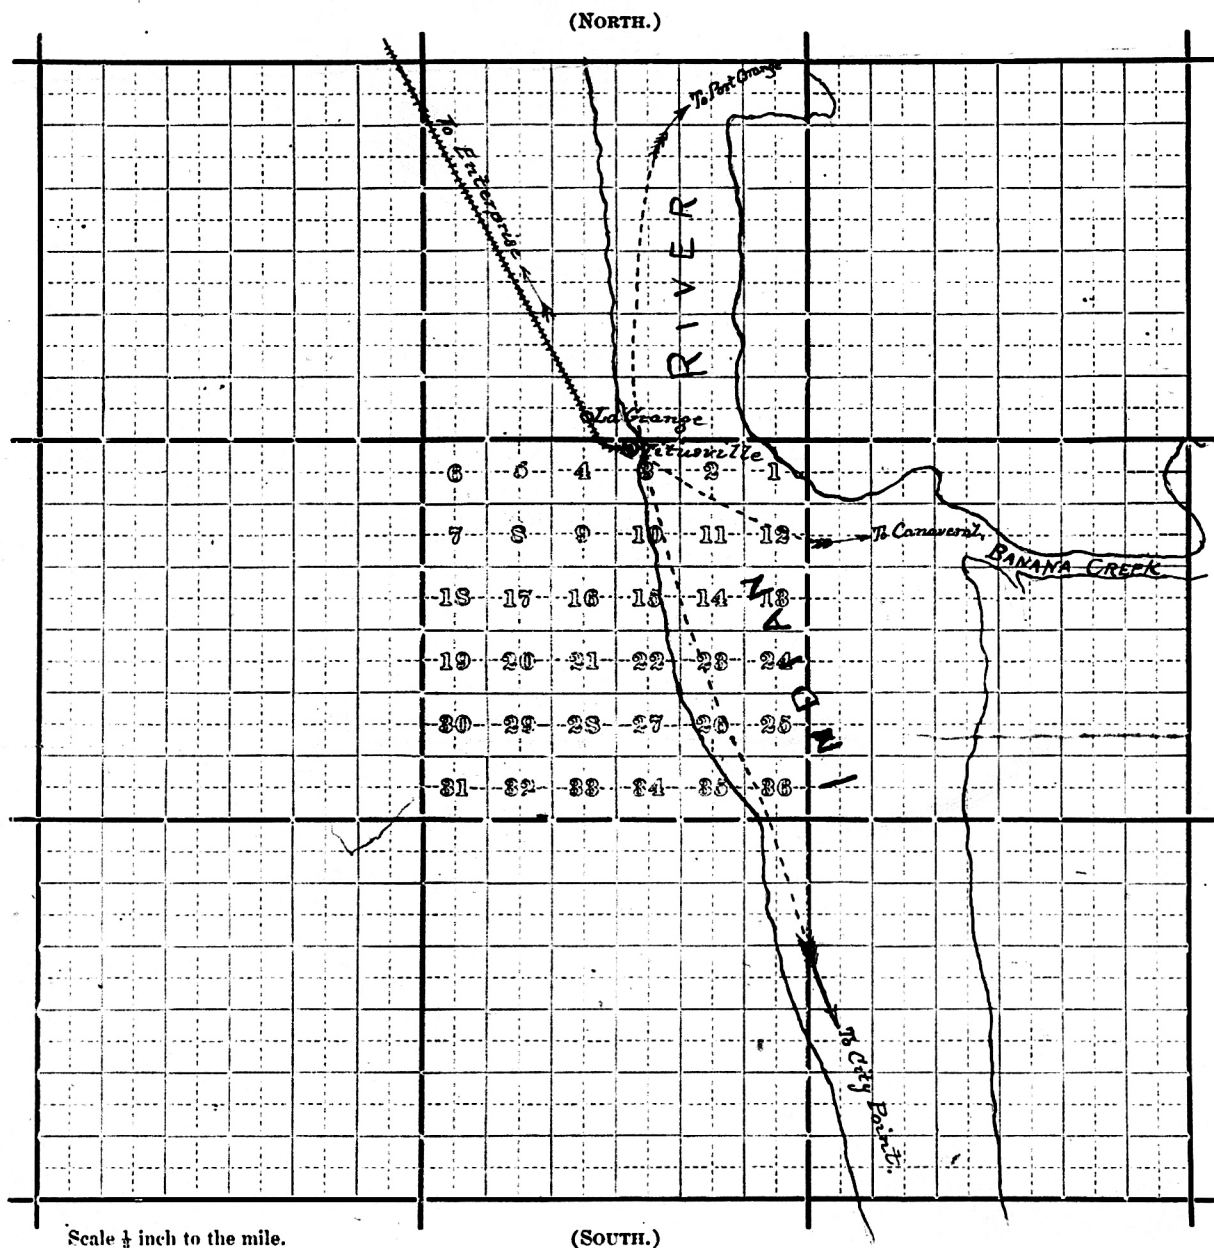 (NORTH.)
To Port Orange
To Enterprise
RIVER
La Grange
Titusville
6 5 4 3 2 1
7 8 9 10 11 12
To Canaveral,
BANANA CREEK
18 17 16 15 14 13
19 20 21 22 23 24
30 29 28 27 26 25
31 32 33 34 35 36
INDIAN
To City Point.
Scale ½ inch to the mile.
(SOUTH.)